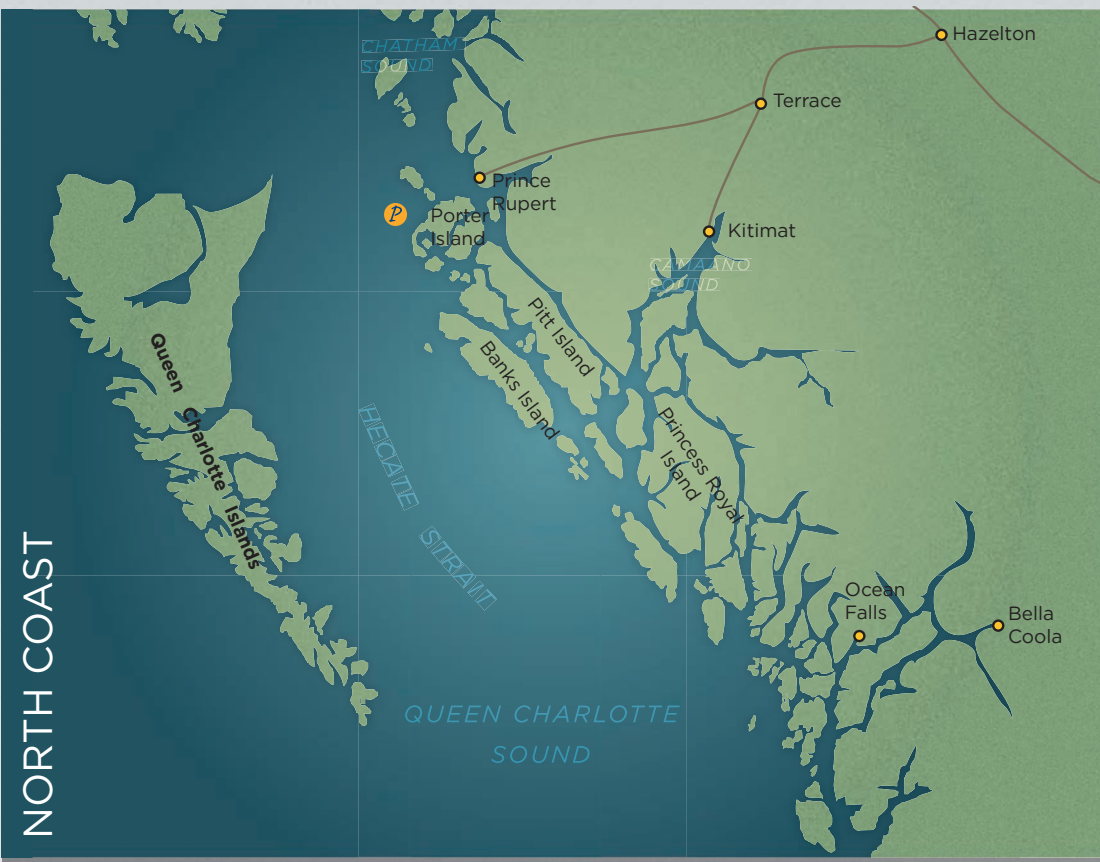 CHATHAM
SOUND
Hazelton
Terrace
Prince
Rupert
P
Porter
Island
Kitimat
CAMAANO
SOUND
Pitt Island
Banks Island
Queen Charlotte Islands
Princess Royal
Island
HECATE STRAIT
Ocean
Falls
Bella
Coola
QUEEN CHARLOTTE
SOUND
NORTH COAST